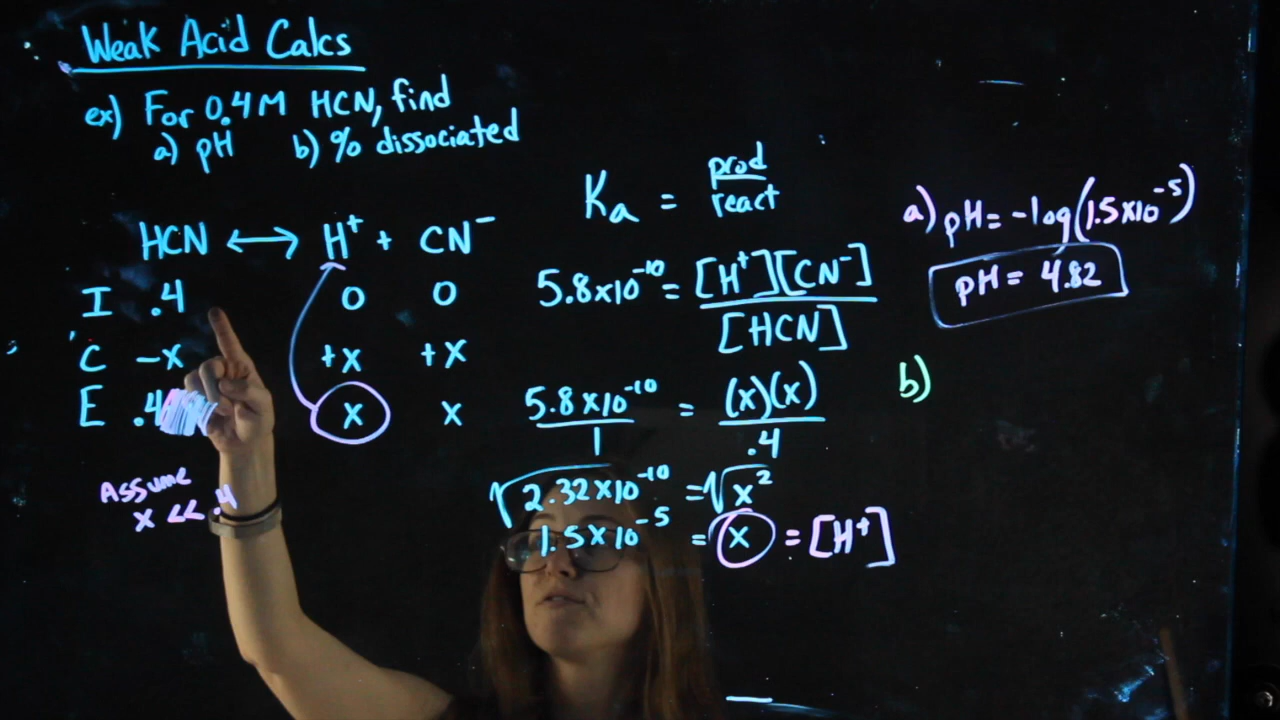 Weak Acid Calcs
ex) For 0.4M HCN, find
a) pH b) % dissociated
HCN ⟷ H⁺ + CN⁻
I .4 0 0
C -x +x +x
E .4 x x
Assume
x << .4
Kₐ = prod/react
5.8x10⁻¹⁰ = [H⁺][CN⁻]/[HCN]
5.8x10⁻¹⁰/1 = (x)(x)/.4
√2.32x10⁻¹⁰ = √x²
1.5x10⁻⁵ = x = [H⁺]
a) pH = -log(1.5x10⁻⁵)
pH = 4.82
b)